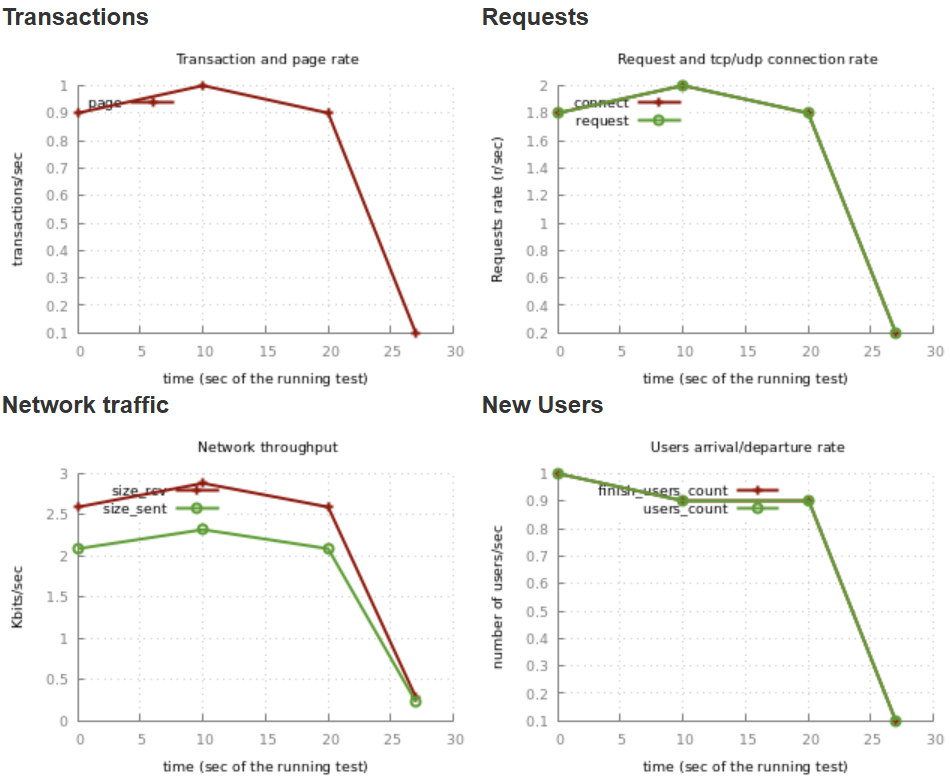 Transactions
Transaction and page rate
page
transactions/sec
1
0.9
0.8
0.7
0.6
0.5
0.4
0.3
0.2
0.1
0 5 10 15 20 25 30
time (sec of the running test)
Requests
Request and tcp/udp connection rate
connect
request
Requests rate (r/sec)
2
1.8
1.6
1.4
1.2
1
0.8
0.6
0.4
0.2
0 5 10 15 20 25 30
time (sec of the running test)
Network traffic
Network throughput
size_rcv
size_sent
Kbits/sec
3
2.5
2
1.5
1
0.5
0
0 5 10 15 20 25 30
time (sec of the running test)
New Users
Users arrival/departure rate
finish_users_count
users_count
number of users/sec
1
0.9
0.8
0.7
0.6
0.5
0.4
0.3
0.2
0.1
0 5 10 15 20 25 30
time (sec of the running test)